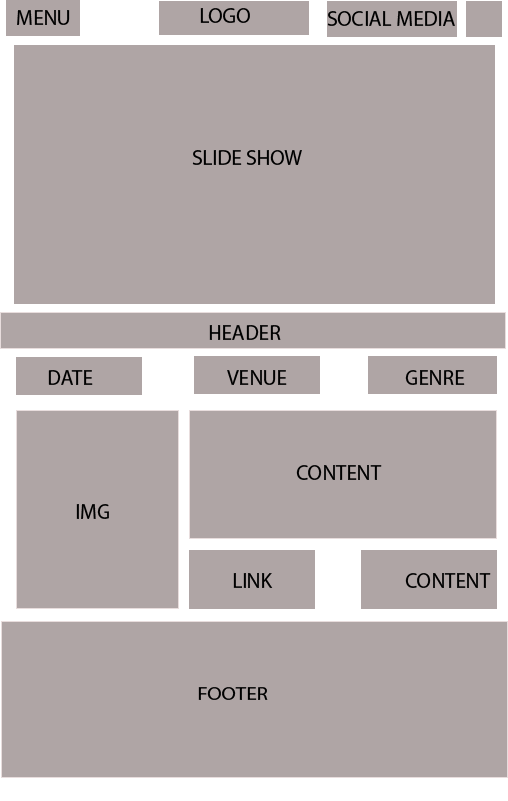 MENU
LOGO
SOCIAL MEDIA
SLIDE SHOW
HEADER
DATE
VENUE
GENRE
IMG
CONTENT
LINK
CONTENT
FOOTER